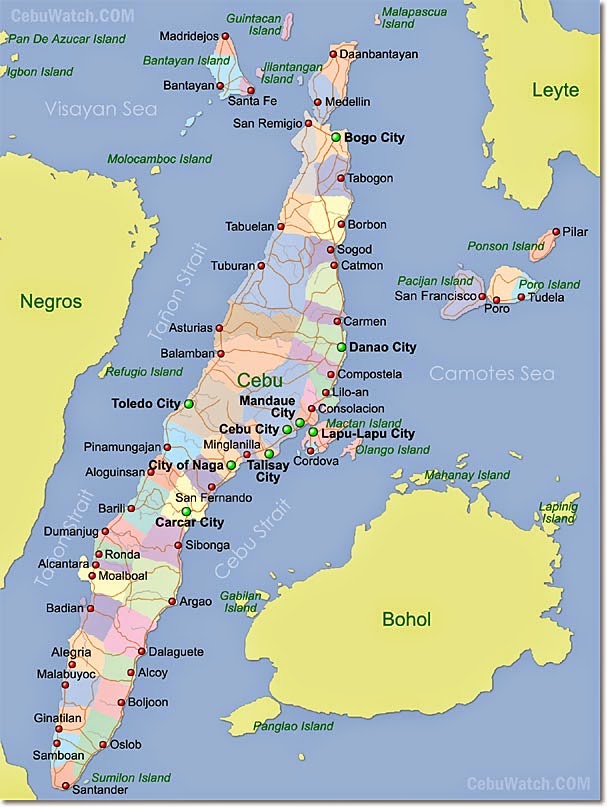 CebuWatch.COM
Guintacan
Island
Malapascua
Island
Pan De Azucar Island
Madridejos
Daanbantayan
Bantayan Island
Jilantangan
Island
Igbon Island
Bantayan
Santa Fe
Medellin
Leyte
Visayan Sea
San Remigio
Bogo City
Molocamboc Island
Tabogon
Tabuelan
Borbon
Pilar
Ponson Island
Sogod
Tañon Strait
Tuburan
Catmon
Pacijan Island
Poro Island
San Francisco
Tudela
Poro
Negros
Asturias
Carmen
Danao City
Balamban
Refugio Island
Camotes Sea
Compostela
Cebu
Lilo-an
Mandaue
City
Toledo City
Consolacion
Mactan Island
Cebu City
Lapu-Lapu City
Minglanilla
Pinamungajan
Olango Island
Cordova
City of Naga
Talisay
City
Aloguinsan
Mahanay Island
San Fernando
Barili
Carcar City
Lapinig
Island
Tañon Strait
Cebu Strait
Dumanjug
Sibonga
Ronda
Alcantara
Moalboal
Gabilan
Island
Argao
Badian
Bohol
Alegria
Dalaguete
Malabuyoc
Alcoy
Boljoon
Ginatilan
Panglao Island
Samboan
Oslob
Sumilon Island
Santander
CebuWatch.COM